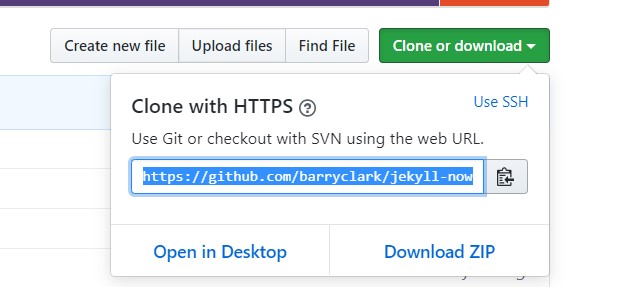 Create new file Upload files Find File Clone or download
Clone with HTTPS ? Use SSH
Use Git or checkout with SVN using the web URL.
https://github.com/barryclark/jekyll-now
Open in Desktop Download ZIP